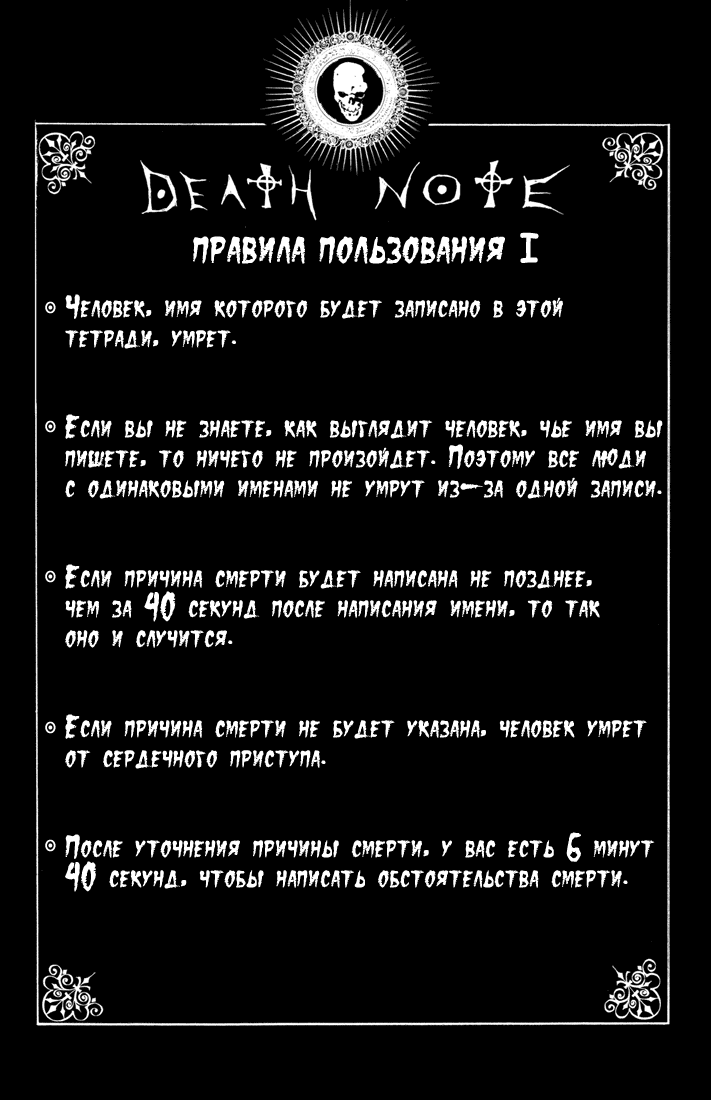 DEATH NOTE
ПРАВИЛА ПОЛЬЗОВАНИЯ I
Человек, имя которого будет записано в этой
тетради, умрет.
Если вы не знаете, как выглядит человек, чье имя вы
пишете, то ничего не произойдет. Поэтому все люди
с одинаковыми именами не умрут из-за одной записи.
Если причина смерти будет написана не позднее,
чем за 40 секунд после написания имени, то так
оно и случится.
Если причина смерти не будет указана, человек умрет
от сердечного приступа.
После уточнения причины смерти, у вас есть 6 минут
40 секунд, чтобы написать обстоятельства смерти.